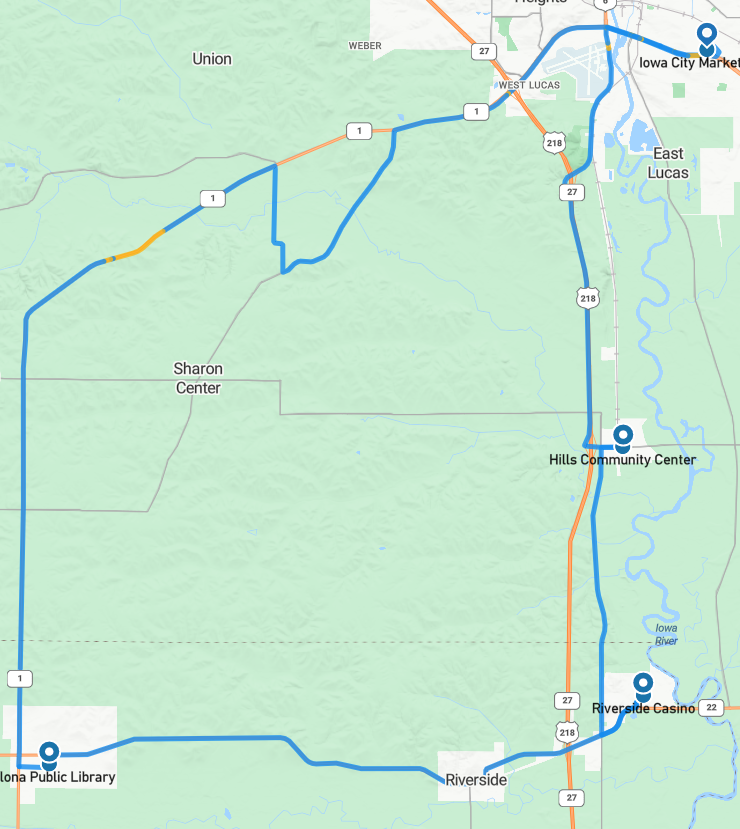 Heights
6
27
WEBER
Union
Iowa City Market
WEST LUCAS
1
1
218
East
Lucas
27
1
218
Sharon
Center
Hills Community Center
Iowa
River
1
27
Riverside Casino
22
218
lona Public Library
Riverside
27